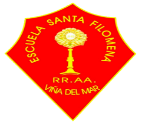 ESCUELA SANTA FILOMENA
RR.AA.
VIÑA DEL MAR